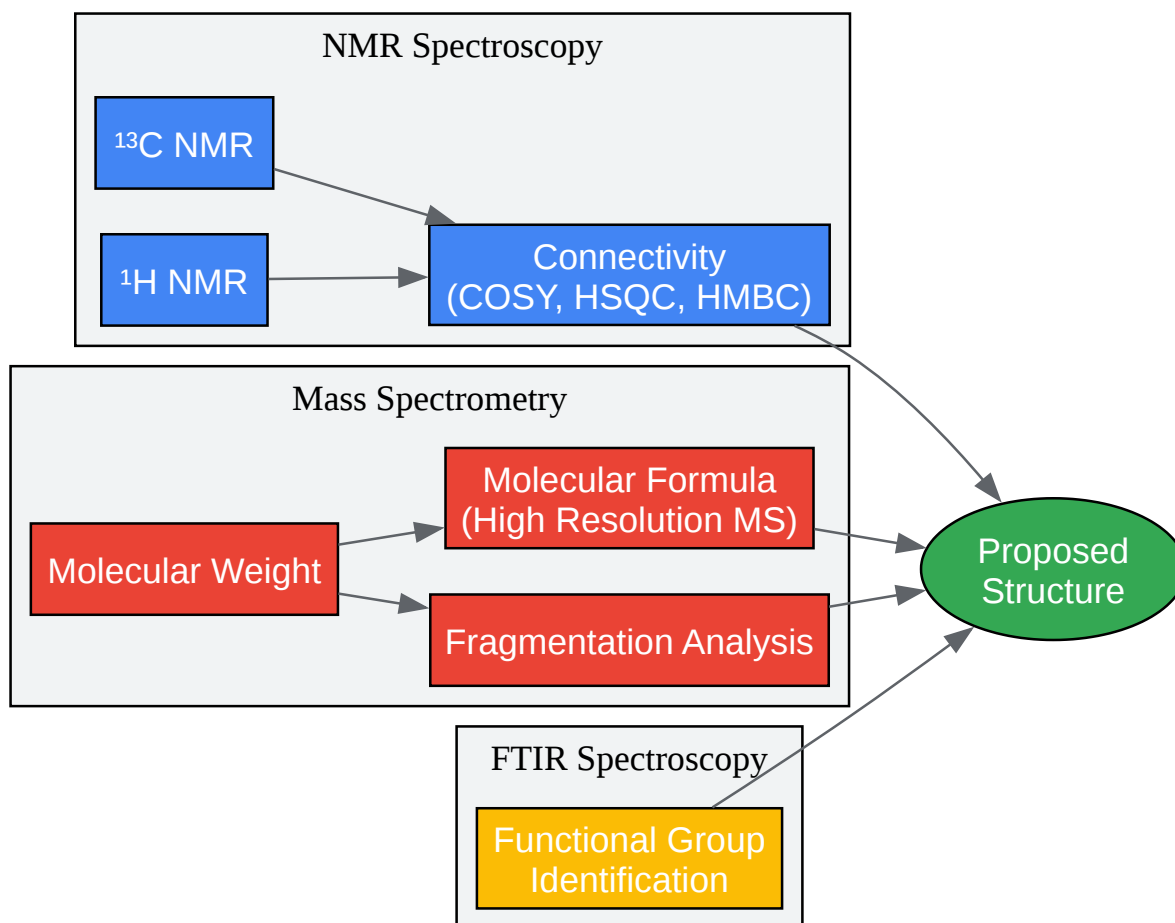 NMR Spectroscopy
¹³C NMR
¹H NMR
Connectivity
(COSY, HSQC, HMBC)
Mass Spectrometry
Molecular Weight
Molecular Formula
(High Resolution MS)
Fragmentation Analysis
Proposed
Structure
FTIR Spectroscopy
Functional Group
Identification